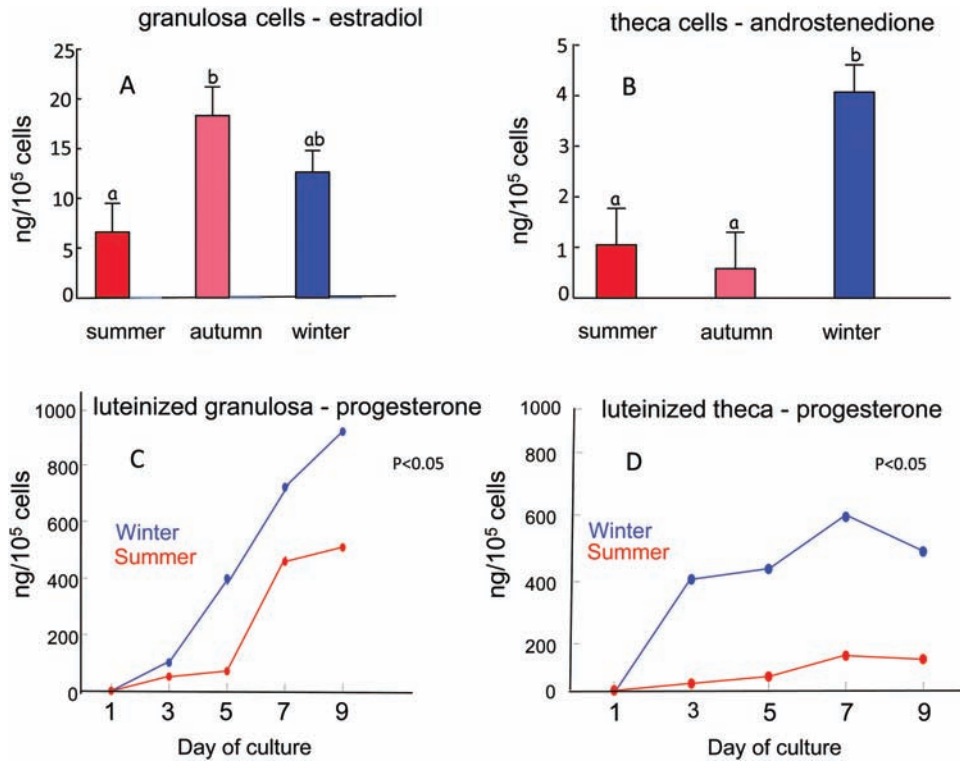 granulosa cells - estradiol
A
ng/10⁵ cells
25
20
15
10
5
0
a
b
ab
summer
autumn
winter
theca cells - androstenedione
B
ng/10⁵ cells
5
4
3
2
1
0
a
a
b
summer
autumn
winter
luteinized granulosa - progesterone
C
P<0.05
Winter
Summer
ng/10⁵ cells
1000
800
600
400
200
0
1 3 5 7 9
Day of culture
luteinized theca - progesterone
D
P<0.05
Winter
Summer
ng/10⁵ cells
1000
800
600
400
200
0
1 3 5 7 9
Day of culture